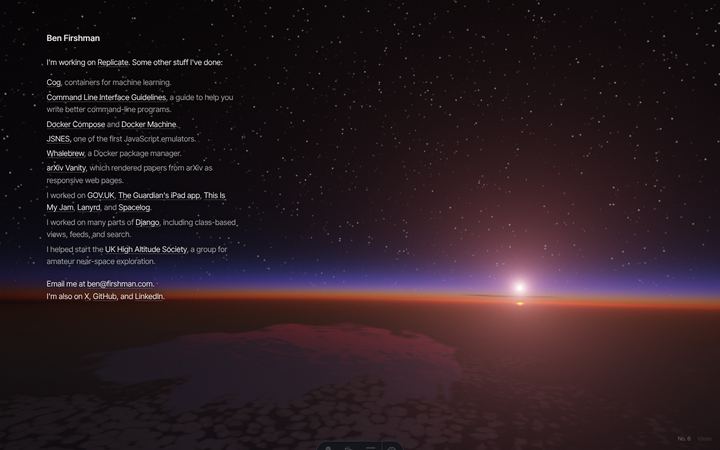 Ben Firshman
I'm working on Replicate. Some other stuff I've done:
Cog, containers for machine learning.
Command Line Interface Guidelines, a guide to help you
write better command-line programs.
Docker Compose and Docker Machine.
JSNES, one of the first JavaScript emulators.
Whalebrew, a Docker package manager.
arXiv Vanity, which rendered papers from arXiv as
responsive web pages.
I worked on GOV.UK, The Guardian's iPad app, This Is
My Jam, Lanyrd, and Spacelog.
I worked on many parts of Django, including class-based
views, feeds, and search.
I helped start the UK High Altitude Society, a group for
amateur near-space exploration.
Email me at ben@firshman.com.
I'm also on X, GitHub, and LinkedIn.
No. 6